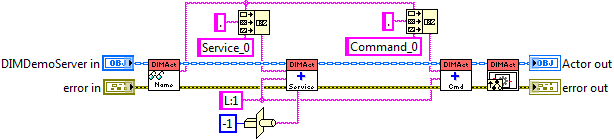 .
Service_0
.
Command_0
DIMDemoServer in
OBJ
DIMAct
Name
DIMAct
Service
DIMAct
Cmd
DIMAct
OBJ
Actor out
error in
error out
L:1
-1